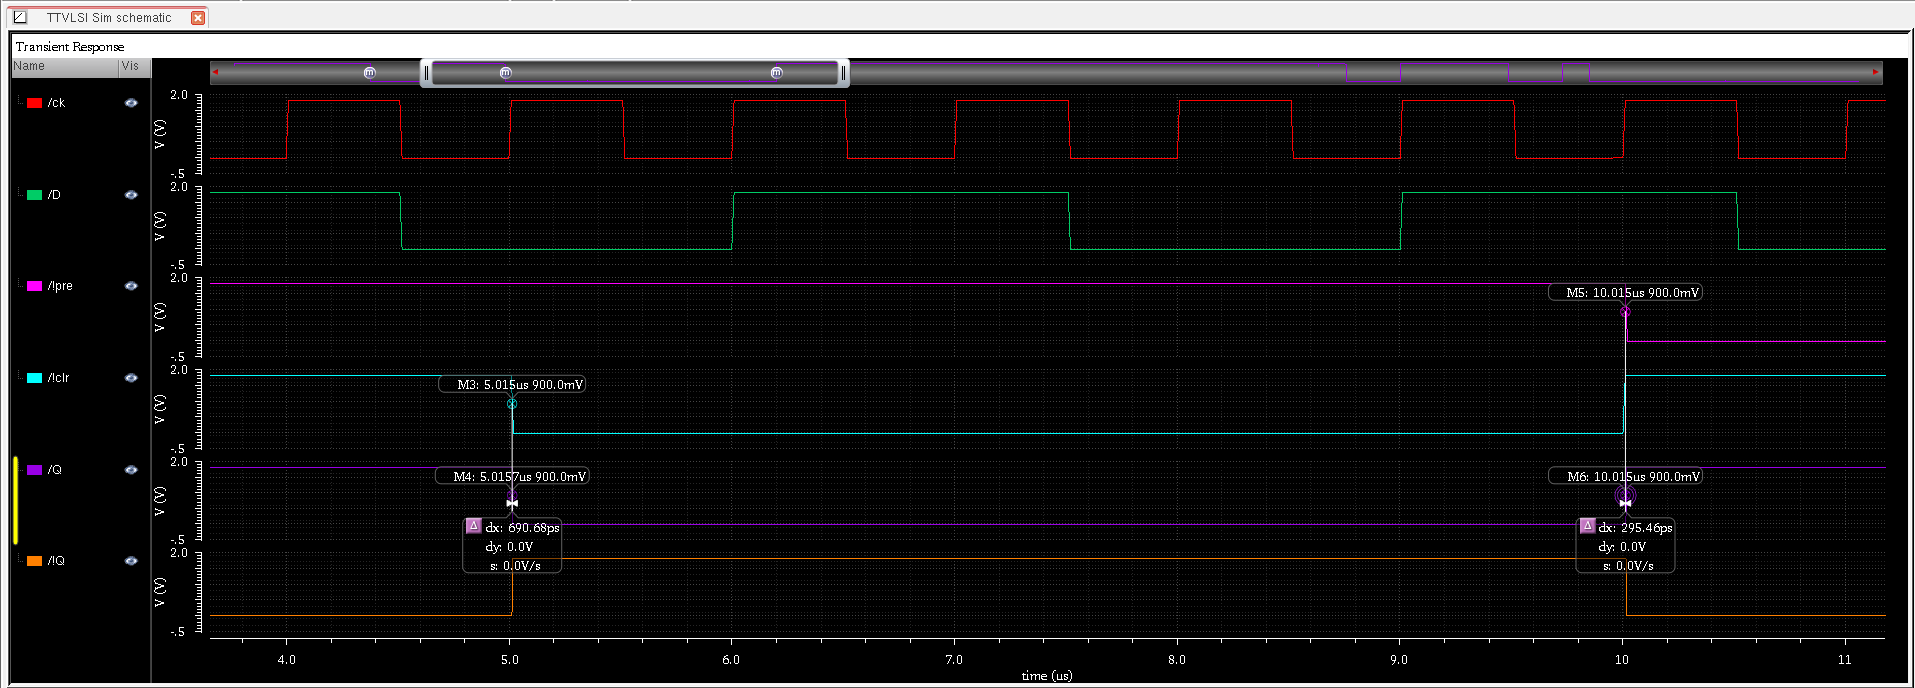 TTVLSI Sim schematic
Transient Response
Name Vis
/ck
2.0
V (V)
-.5
/D
2.0
V (V)
-.5
/!pre
2.0
V (V)
-.5
M5: 10.015us 900.0mV
/!clr
2.0
V (V)
-.5
M3: 5.015us 900.0mV
/Q
2.0
V (V)
-.5
M4: 5.0157us 900.0mV
M6: 10.015us 900.0mV
Δ dx: 690.68ps
dy: 0.0V
s: 0.0V/s
Δ dx: 295.46ps
dy: 0.0V
s: 0.0V/s
/!Q
2.0
V (V)
-.5
4.0 5.0 6.0 7.0 8.0 9.0 10 11
time (us)